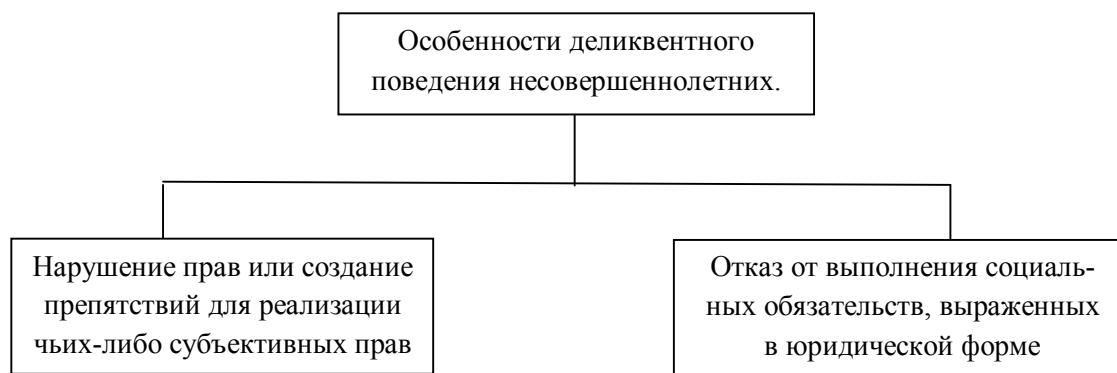 Особенности деликвентного
поведения несовершеннолетних.
Нарушение прав или создание
препятствий для реализации
чьих-либо субъективных прав
Отказ от выполнения социаль-
ных обязательств, выраженных
в юридической форме